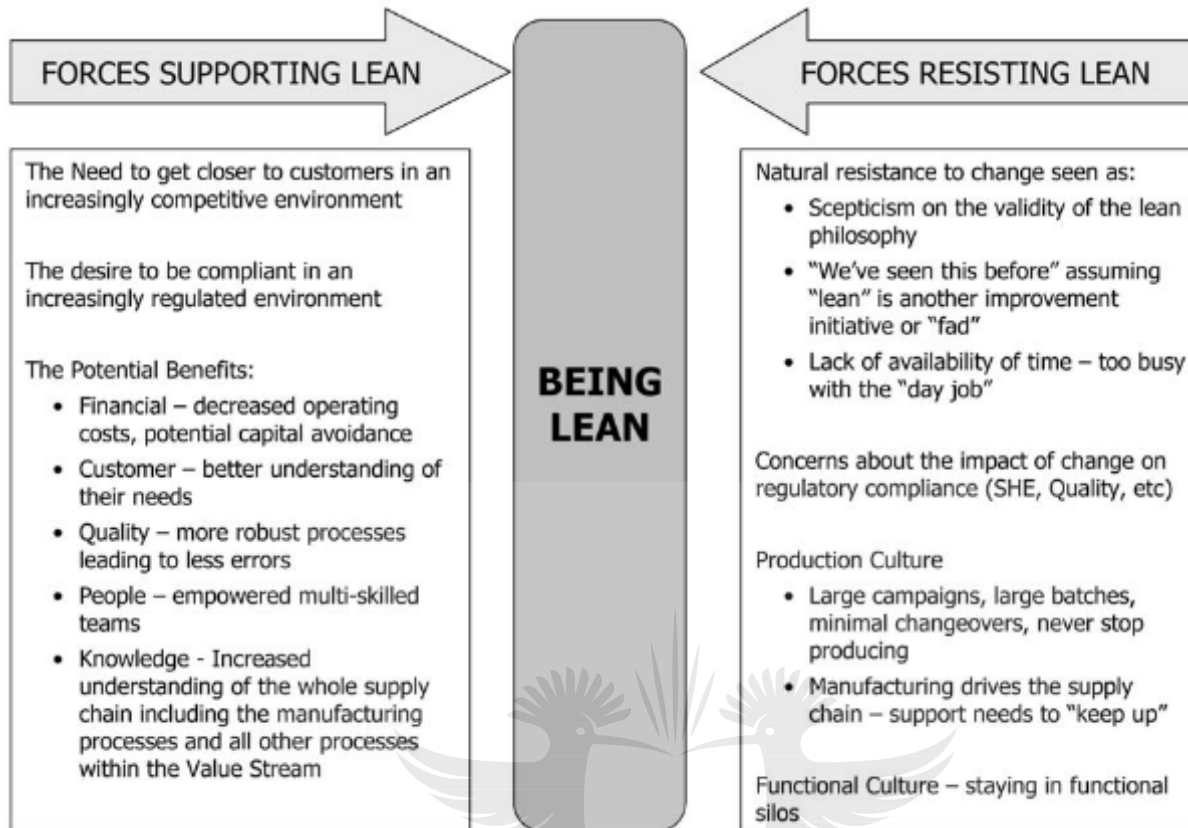 FORCES SUPPORTING LEAN
The Need to get closer to customers in an
increasingly competitive environment
The desire to be compliant in an
increasingly regulated environment
The Potential Benefits:
• Financial – decreased operating
costs, potential capital avoidance
• Customer – better understanding of
their needs
• Quality – more robust processes
leading to less errors
• People – empowered multi-skilled
teams
• Knowledge - Increased
understanding of the whole supply
chain including the manufacturing
processes and all other processes
within the Value Stream
BEING
LEAN
FORCES RESISTING LEAN
Natural resistance to change seen as:
• Scepticism on the validity of the lean
philosophy
• “We’ve seen this before” assuming
“lean” is another improvement
initiative or “fad”
• Lack of availability of time – too busy
with the “day job”
Concerns about the impact of change on
regulatory compliance (SHE, Quality, etc)
Production Culture
• Large campaigns, large batches,
minimal changeovers, never stop
producing
• Manufacturing drives the supply
chain – support needs to “keep up”
Functional Culture – staying in functional
silos